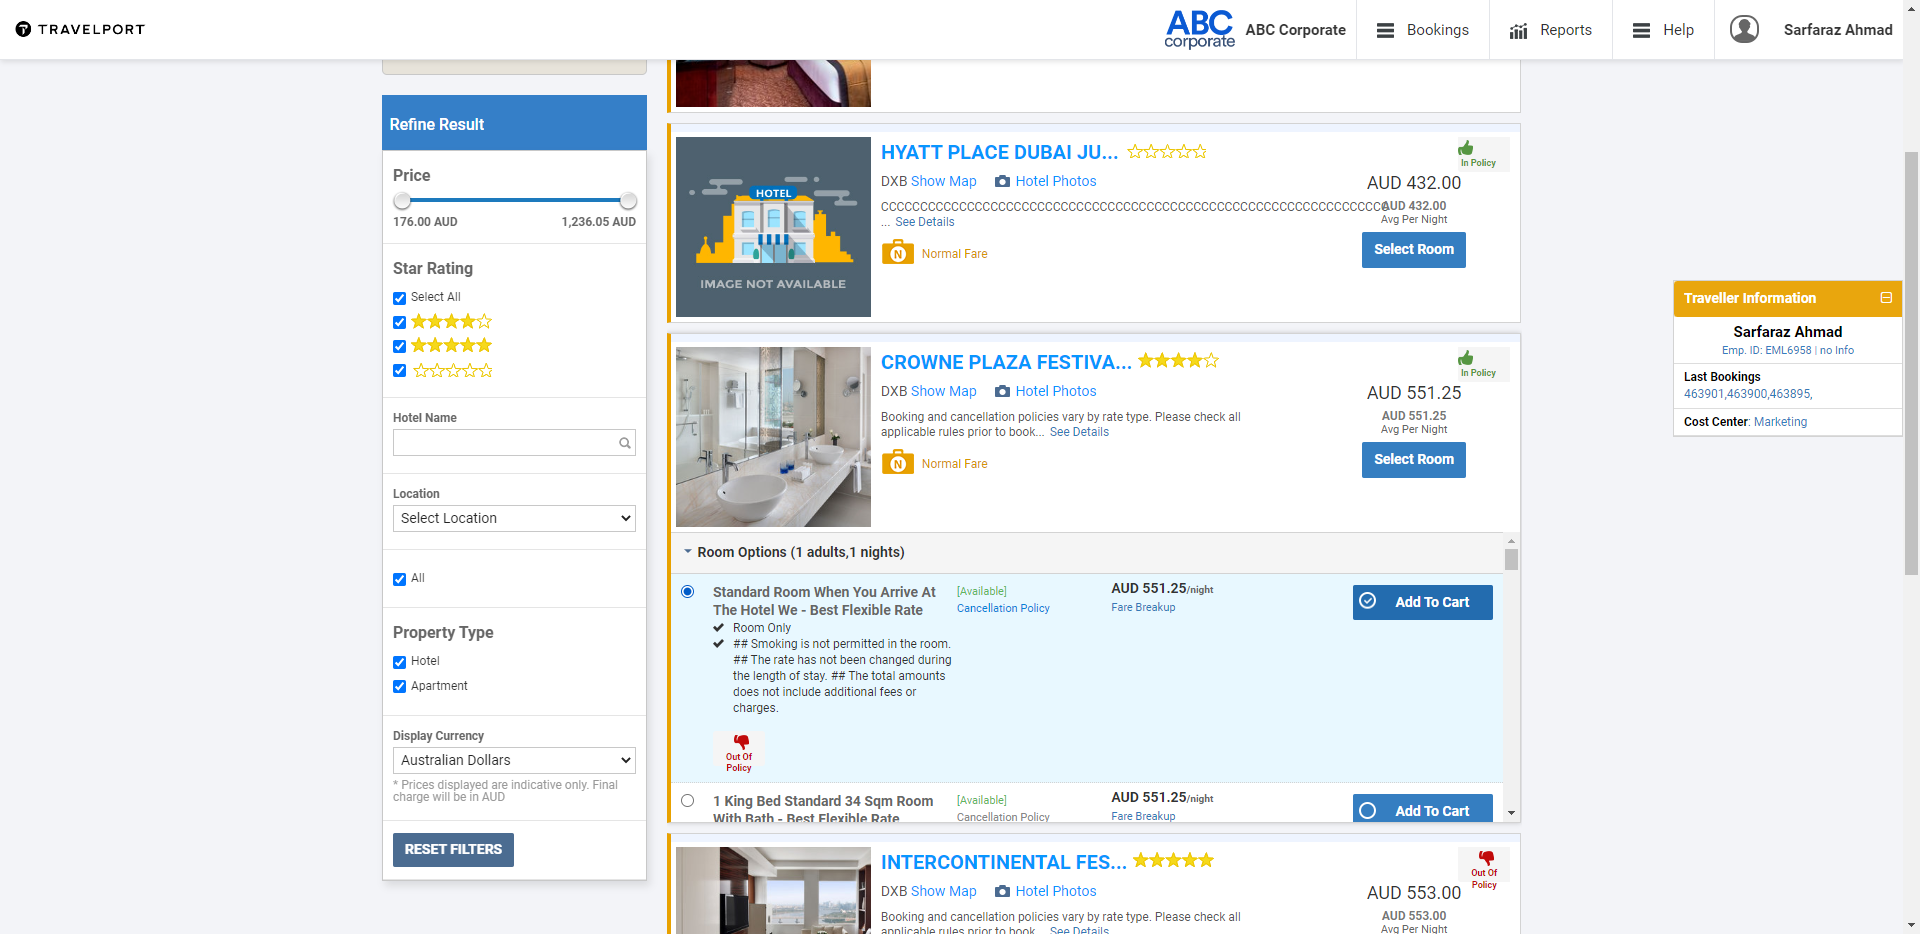 TRAVELPORT
ABC
corporate
ABC Corporate
Bookings
Reports
Help
Sarfaraz Ahmad
Refine Result
Price
176.00 AUD
1,236.05 AUD
Star Rating
Select All
Hotel Name
Location
Select Location
All
Property Type
Hotel
Apartment
Display Currency
Australian Dollars
* Prices displayed are indicative only. Final
charge will be in AUD
RESET FILTERS
HOTEL
IMAGE NOT AVAILABLE
HYATT PLACE DUBAI JU...
DXB Show Map
Hotel Photos
... See Details
N
Normal Fare
In Policy
AUD 432.00
AUD 432.00
Avg Per Night
Select Room
CROWNE PLAZA FESTIVA...
DXB Show Map
Hotel Photos
Booking and cancellation policies vary by rate type. Please check all
applicable rules prior to book... See Details
N
Normal Fare
In Policy
AUD 551.25
AUD 551.25
Avg Per Night
Select Room
Room Options (1 adults,1 nights)
Standard Room When You Arrive At
The Hotel We - Best Flexible Rate
Room Only
## Smoking is not permitted in the room.
## The rate has not been changed during
the length of stay. ## The total amounts
does not include additional fees or
charges.
Out Of
Policy
[Available]
Cancellation Policy
AUD 551.25/night
Fare Breakup
Add To Cart
1 King Bed Standard 34 Sqm Room
With Bath - Best Flexible Rate
[Available]
Cancellation Policy
AUD 551.25/night
Fare Breakup
Add To Cart
INTERCONTINENTAL FES...
DXB Show Map
Hotel Photos
Booking and cancellation policies vary by rate type. Please check all
applicable rules prior to book... See Details
Out Of
Policy
AUD 553.00
AUD 553.00
Avg Per Night
Traveller Information
Sarfaraz Ahmad
Emp. ID: EML6958 | no Info
Last Bookings
463901,463900,463895,
Cost Center: Marketing